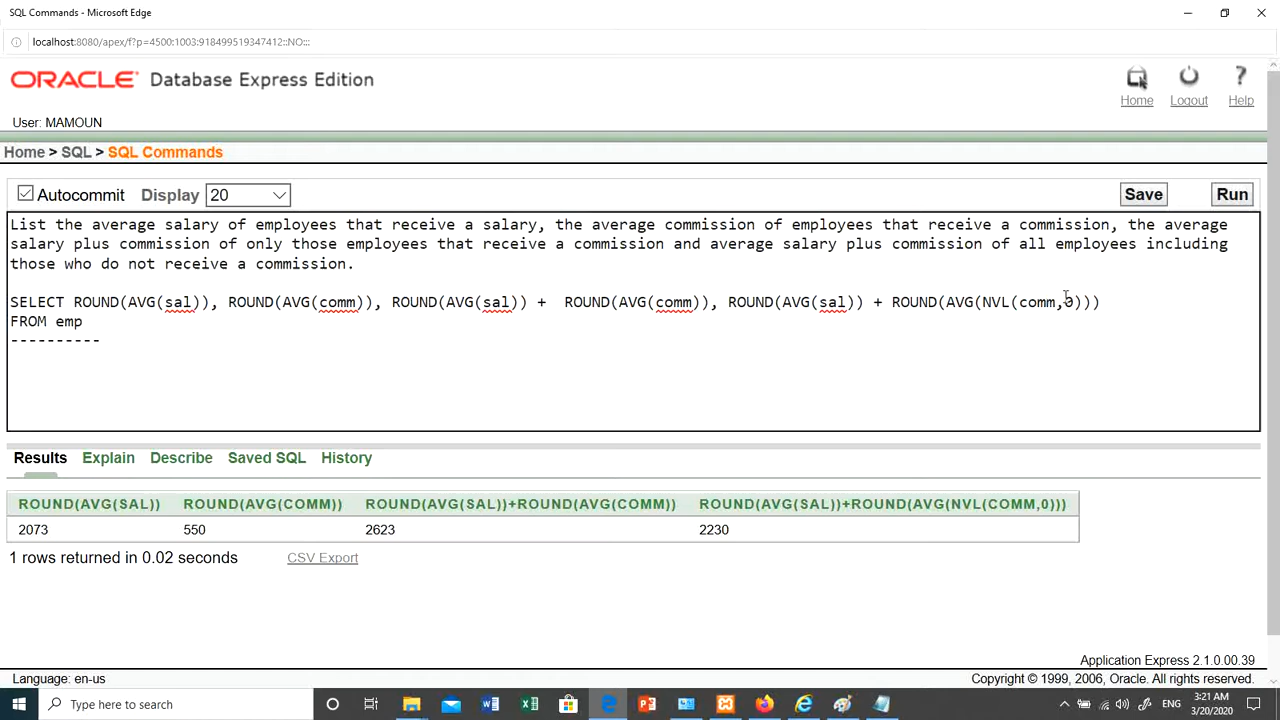 SQL Commands - Microsoft Edge
localhost:8080/apex/f?p=4500:1003:918499519347412::NO:::
ORACLE Database Express Edition
Home Logout Help
User: MAMOUN
Home > SQL > SQL Commands
Autocommit Display 20 Save Run
List the average salary of employees that receive a salary, the average commission of employees that receive a commission, the average
salary plus commission of only those employees that receive a commission and average salary plus commission of all employees including
those who do not receive a commission.
SELECT ROUND(AVG(sal)), ROUND(AVG(comm)), ROUND(AVG(sal)) +  ROUND(AVG(comm)), ROUND(AVG(sal)) + ROUND(AVG(NVL(comm,0)))
FROM emp
----------
Results Explain Describe Saved SQL History
ROUND(AVG(SAL)) ROUND(AVG(COMM)) ROUND(AVG(SAL))+ROUND(AVG(COMM)) ROUND(AVG(SAL))+ROUND(AVG(NVL(COMM,0)))
2073 550 2623 2230
1 rows returned in 0.02 seconds CSV Export
Application Express 2.1.0.00.39
Language: en-us Copyright © 1999, 2006, Oracle. All rights reserved.
Type here to search ENG 3:21 AM
3/20/2020